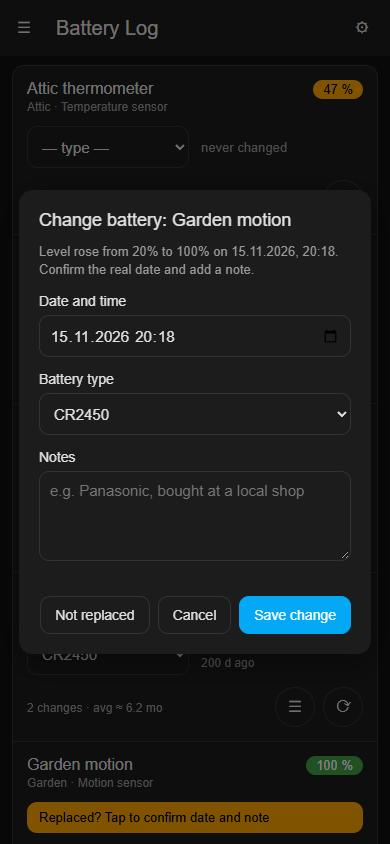 Battery Log
Attic thermometer
47 %
Attic · Temperature sensor
— type —
never changed
Change battery: Garden motion
Level rose from 20% to 100% on 15.11.2026, 20:18.
Confirm the real date and add a note.
Date and time
15.11.2026 20:18
Battery type
CR2450
Notes
e.g. Panasonic, bought at a local shop
Not replaced
Cancel
Save change
CR2450
200 d ago
2 changes · avg ≈ 6.2 mo
Garden motion
100 %
Garden · Motion sensor
Replaced? Tap to confirm date and note